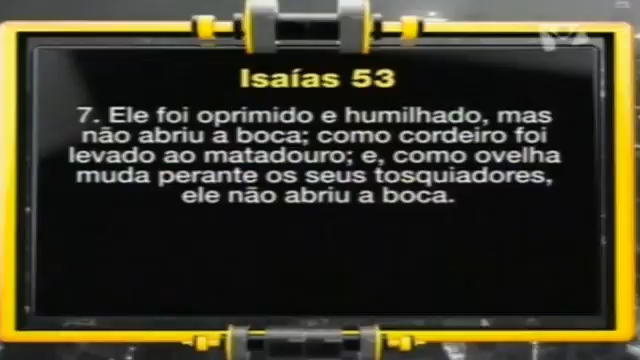 Isaías 53
7. Ele foi oprimido e humilhado, mas
não abriu a boca; como cordeiro foi
levado ao matadouro; e, como ovelha
muda perante os seus tosquiadores,
ele não abriu a boca.